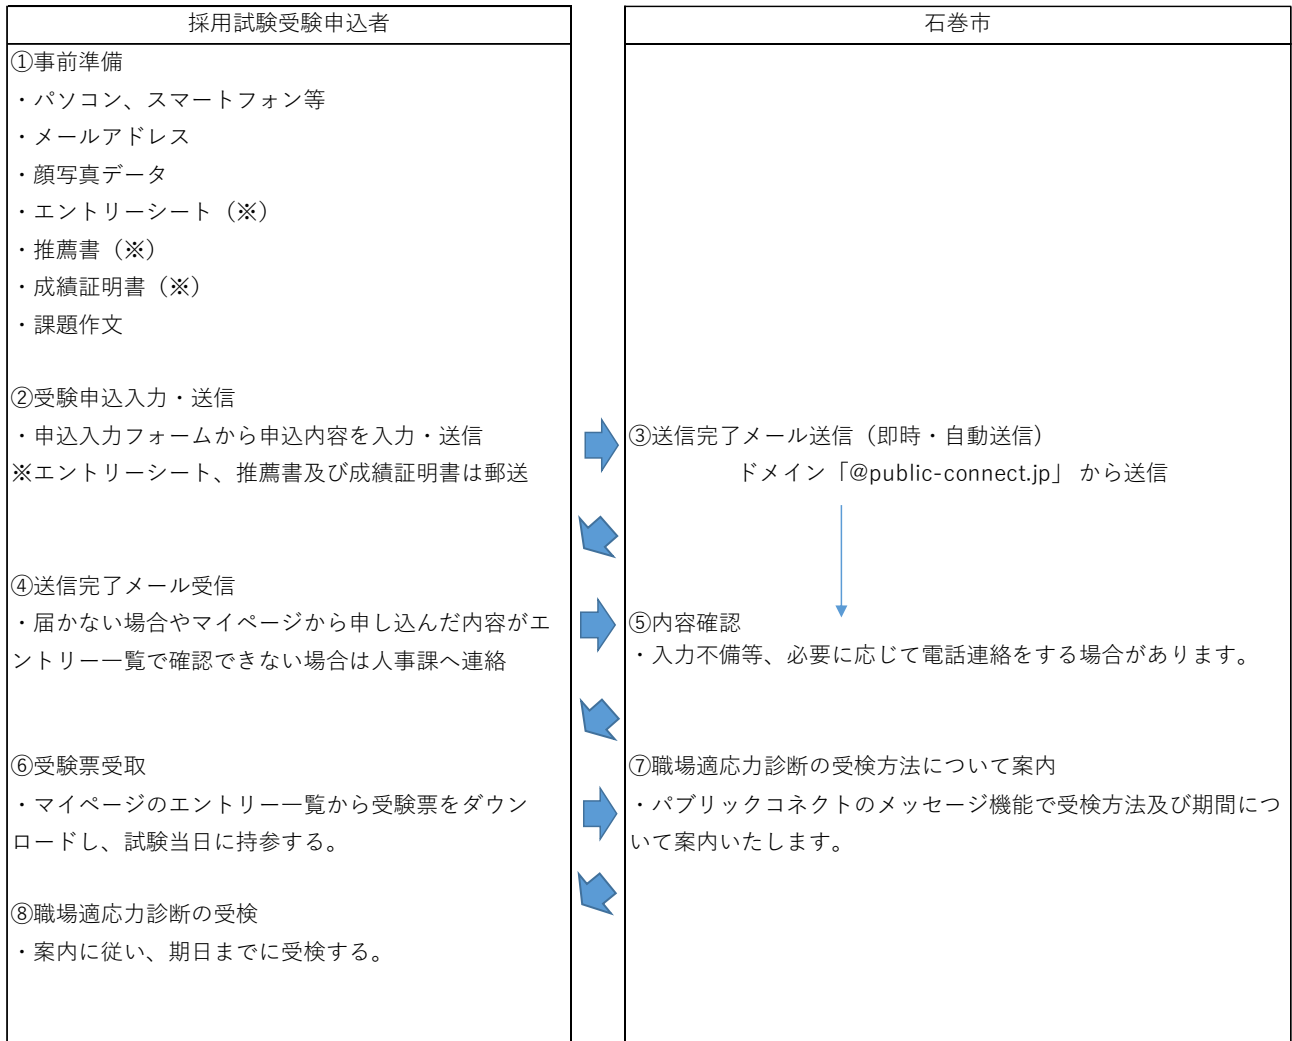 採用試験受験申込者
①事前準備
・パソコン、スマートフォン等
・メールアドレス
・顔写真データ
・エントリーシート（※）
・推薦書（※）
・成績証明書（※）
・課題作文
②受験申込入力・送信
・申込入力フォームから申込内容を入力・送信
※エントリーシート、推薦書及び成績証明書は郵送
④送信完了メール受信
・届かない場合やマイページから申し込んだ内容がエ
ントリー一覧で確認できない場合は人事課へ連絡
⑥受験票受取
・マイページのエントリー一覧から受験票をダウン
ロードし、試験当日に持参する。
⑧職場適応力診断の受検
・案内に従い、期日までに受検する。
石巻市
③送信完了メール送信（即時・自動送信）
ドメイン「@public-connect.jp」 から送信
⑤内容確認
・入力不備等、必要に応じて電話連絡をする場合があります。
⑦職場適応力診断の受検方法について案内
・パブリックコネクトのメッセージ機能で受検方法及び期間につ
いて案内いたします。